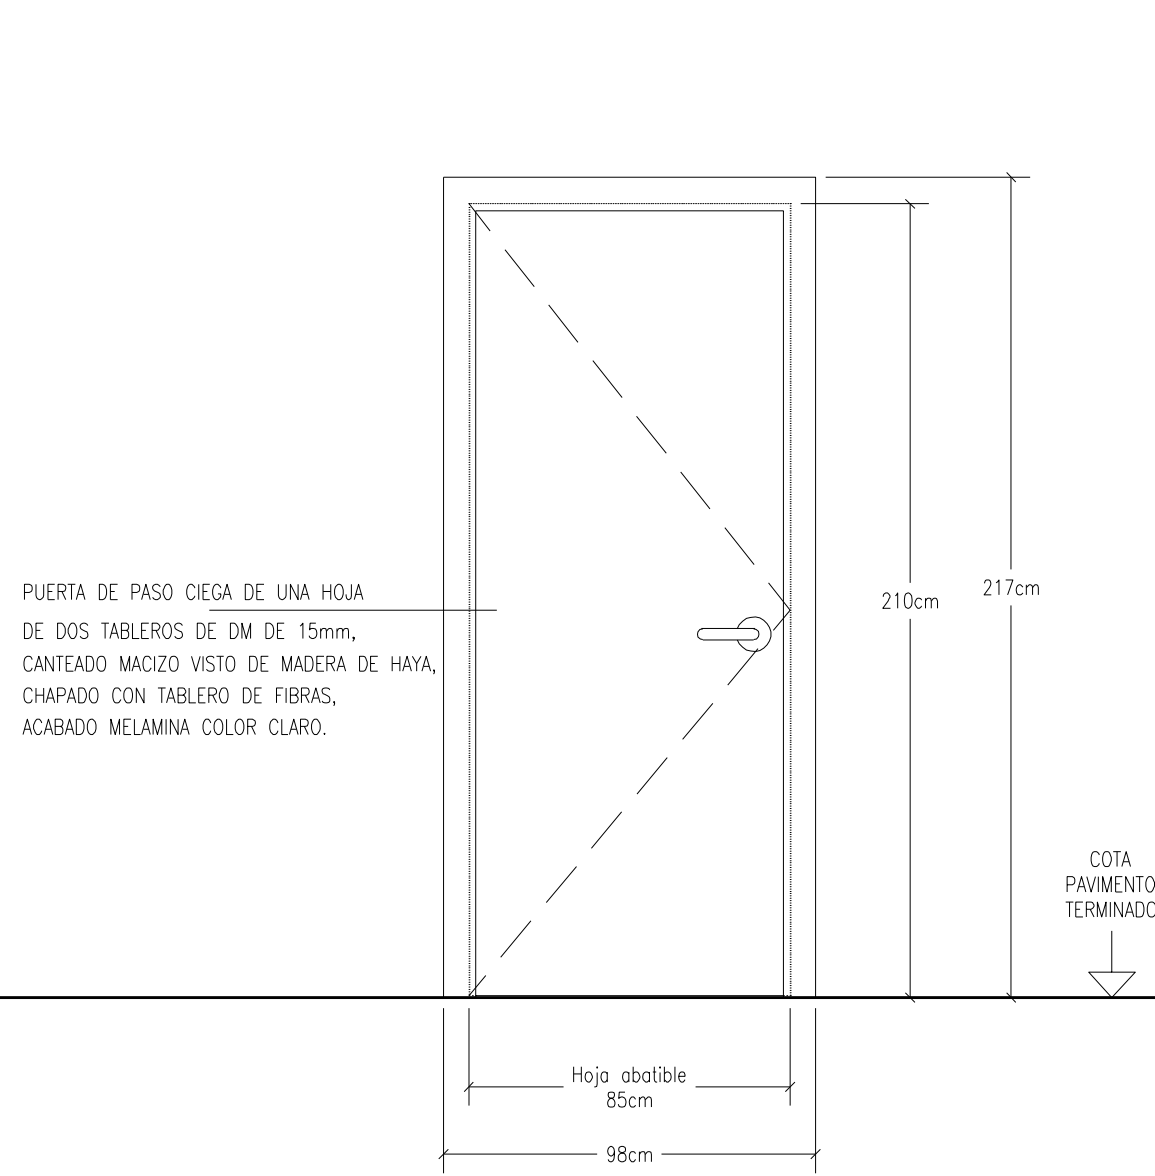 PUERTA DE PASO CIEGA DE UNA HOJA
DE DOS TABLEROS DE DM DE 15mm,
CANTEADO MACIZO VISTO DE MADERA DE HAYA,
CHAPADO CON TABLERO DE FIBRAS,
ACABADO MELAMINA COLOR CLARO.
210cm
217cm
COTA
PAVIMENTO
TERMINADO
Hoja abatible
85cm
98cm